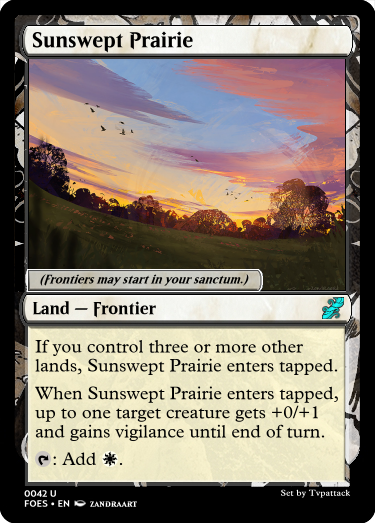 Sunswept Prairie
(Frontiers may start in your sanctum.)
Land — Frontier
If you control three or more other
lands, Sunswept Prairie enters tapped.
When Sunswept Prairie enters tapped,
up to one target creature gets +0/+1
and gains vigilance until end of turn.
: Add .
0042 U
FOES • EN ZANDRAART
Set by Tvpattack